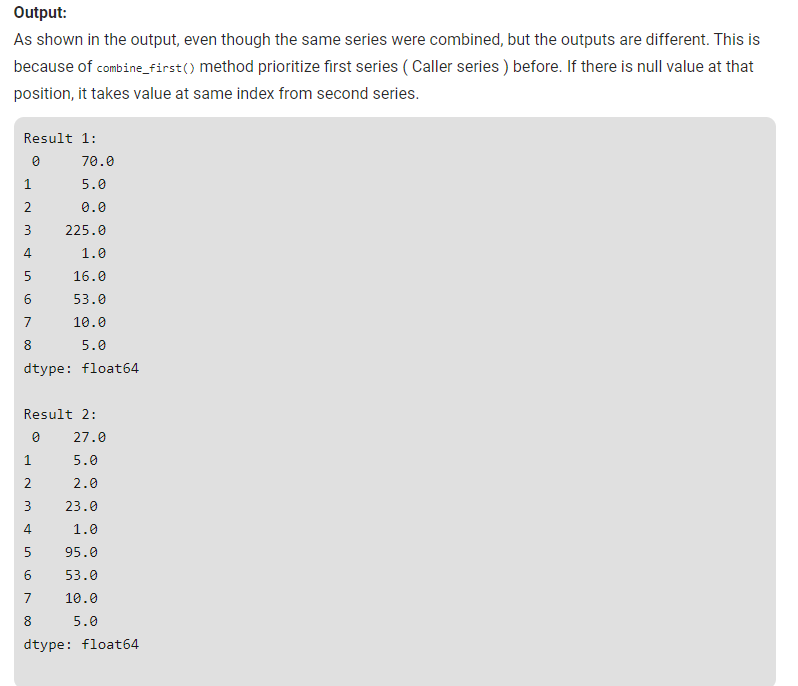 Output:
As shown in the output, even though the same series were combined, but the outputs are different. This is
because of combine_first() method prioritize first series ( Caller series ) before. If there is null value at that
position, it takes value at same index from second series.
Result 1:
0 70.0
1 5.0
2 0.0
3 225.0
4 1.0
5 16.0
6 53.0
7 10.0
8 5.0
dtype: float64
Result 2:
0 27.0
1 5.0
2 2.0
3 23.0
4 1.0
5 95.0
6 53.0
7 10.0
8 5.0
dtype: float64